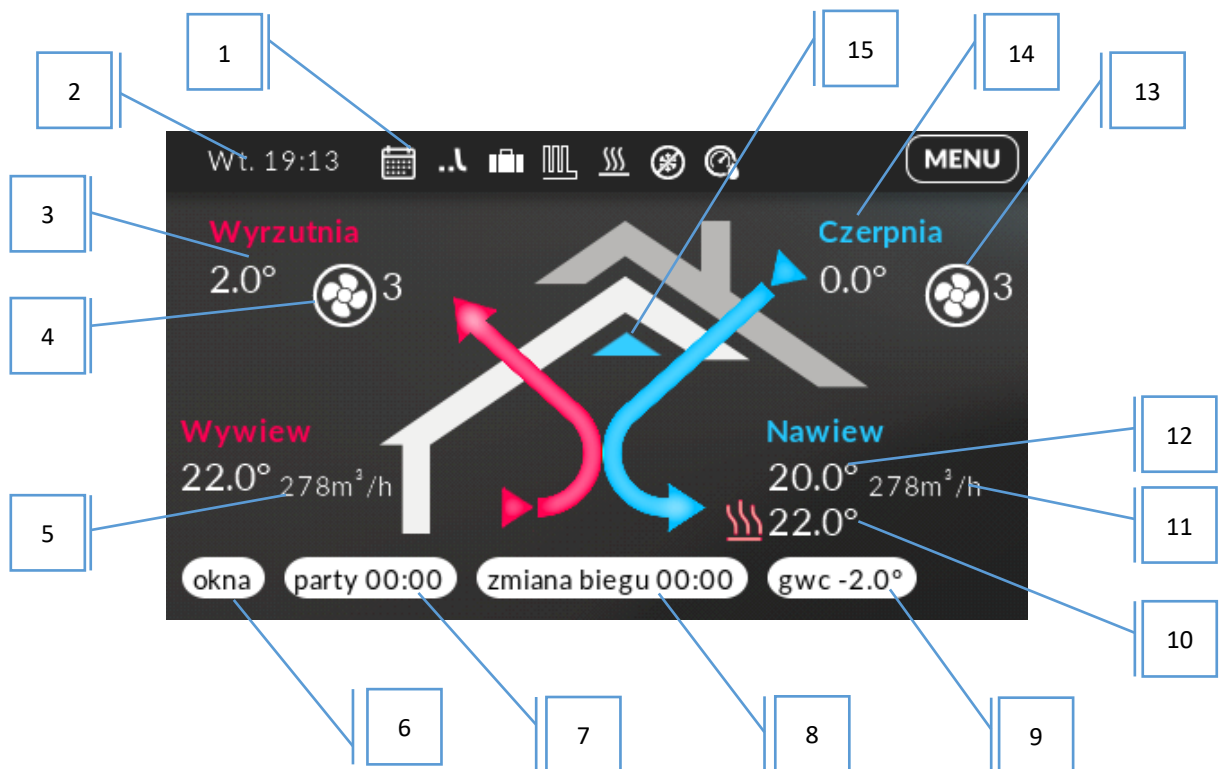 1
15
14
2
13
Wt. 19:13
MENU
3
Wyrzutnia
Czerpnia
2.0°
3
0.0°
3
4
Wywiew
Nawiew
12
22.0° 278m³/h
20.0° 278m³/h
5
22.0°
11
okna
party 00:00
zmiana biegu 00:00
gwc -2.0°
10
6
7
8
9